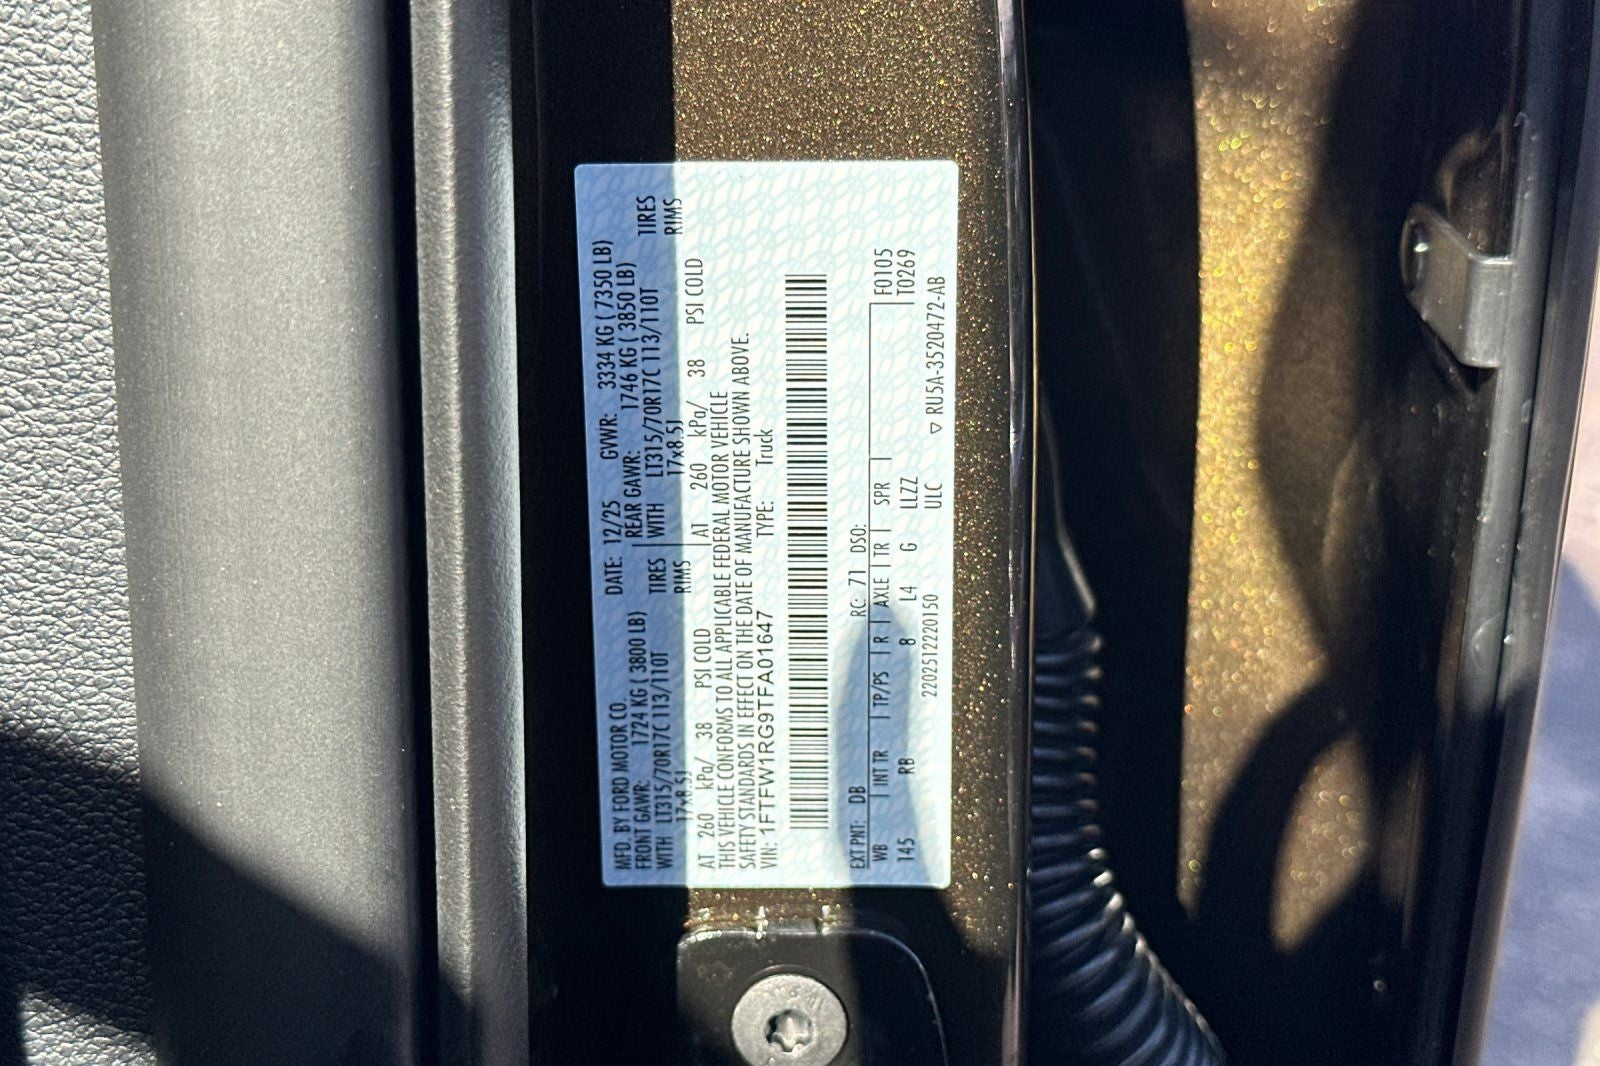 MFD. BY FORD MOTOR CO. DATE: 12/25 GVWR: 3334 KG ( 7350 LB)
FRONT GAWR: 1724 KG ( 3800 LB) REAR GAWR: 1746 KG ( 3850 LB)
WITH LT315/70R17C 113/110T TIRES WITH LT315/70R17C 113/110T TIRES
17x8.5J RIMS 17x8.5J RIMS
AT 260 kPa/ 38 PSI COLD AT 260 kPa/ 38 PSI COLD
THIS VEHICLE CONFORMS TO ALL APPLICABLE FEDERAL MOTOR VEHICLE
SAFETY STANDARDS IN EFFECT ON THE DATE OF MANUFACTURE SHOWN ABOVE.
VIN: 1FTFW1RG9TFA01647 TYPE: Truck
EXT PNT: DB RC: 71 DSO: F0105
WB INT TR TP/PS R AXLE TR SPR T0269
145 RB 8 L4 G LLZZ
220251221220150 ULC ▽ RU5A-3520472-AB